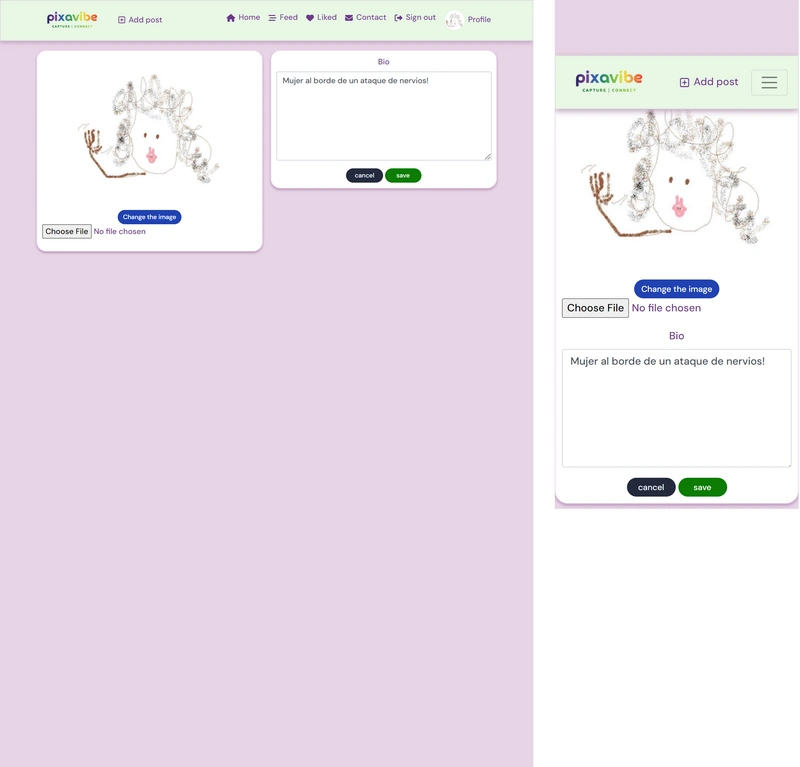 pixavibe
CAPTURE | CONNECT
Add post
Home
Feed
Liked
Contact
Sign out
Profile
Change the image
Choose File No file chosen
Bio
Mujer al borde de un ataque de nervios!
cancel
save
pixavibe
CAPTURE | CONNECT
Add post
Change the image
Choose File No file chosen
Bio
Mujer al borde de un ataque de nervios!
cancel
save